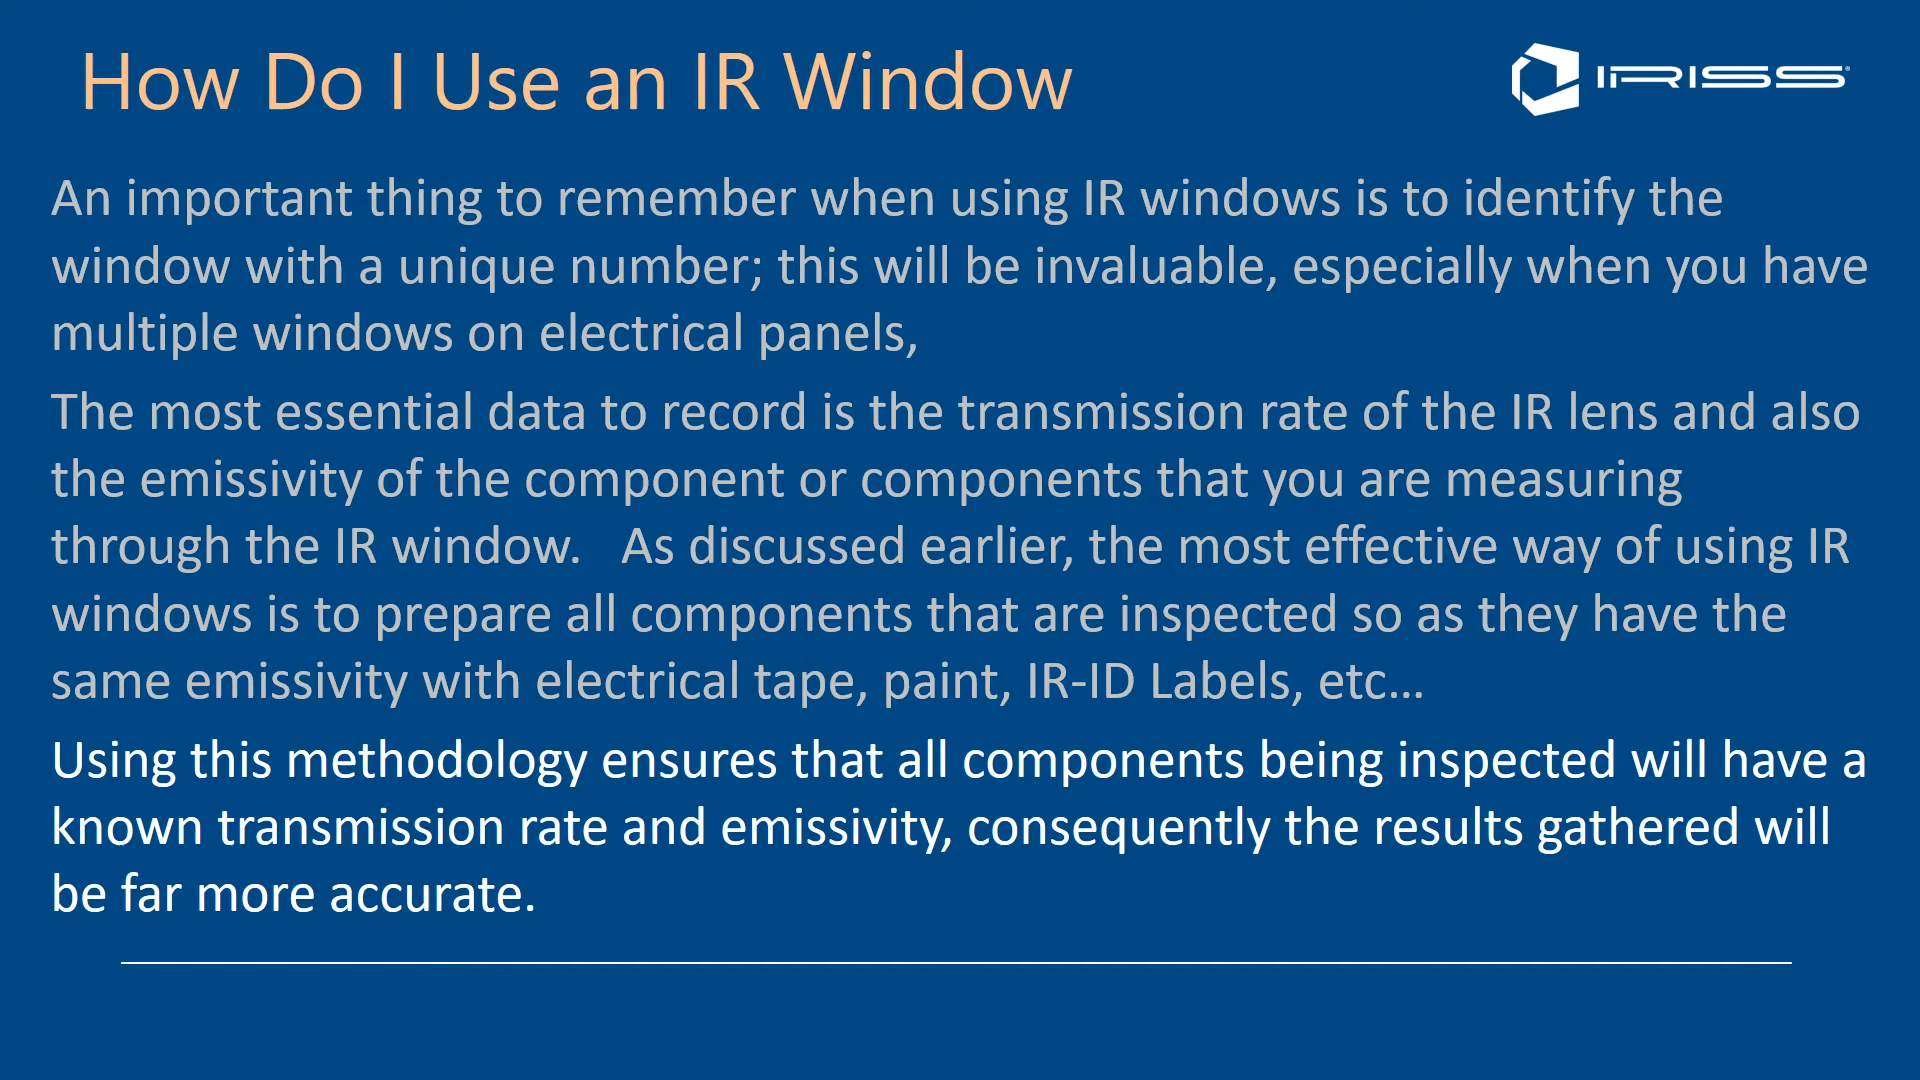 How Do I Use an IR Window
IRISS®
An important thing to remember when using IR windows is to identify the
window with a unique number; this will be invaluable, especially when you have
multiple windows on electrical panels,
The most essential data to record is the transmission rate of the IR lens and also
the emissivity of the component or components that you are measuring
through the IR window.   As discussed earlier, the most effective way of using IR
windows is to prepare all components that are inspected so as they have the
same emissivity with electrical tape, paint, IR-ID Labels, etc…
Using this methodology ensures that all components being inspected will have a
known transmission rate and emissivity, consequently the results gathered will
be far more accurate.